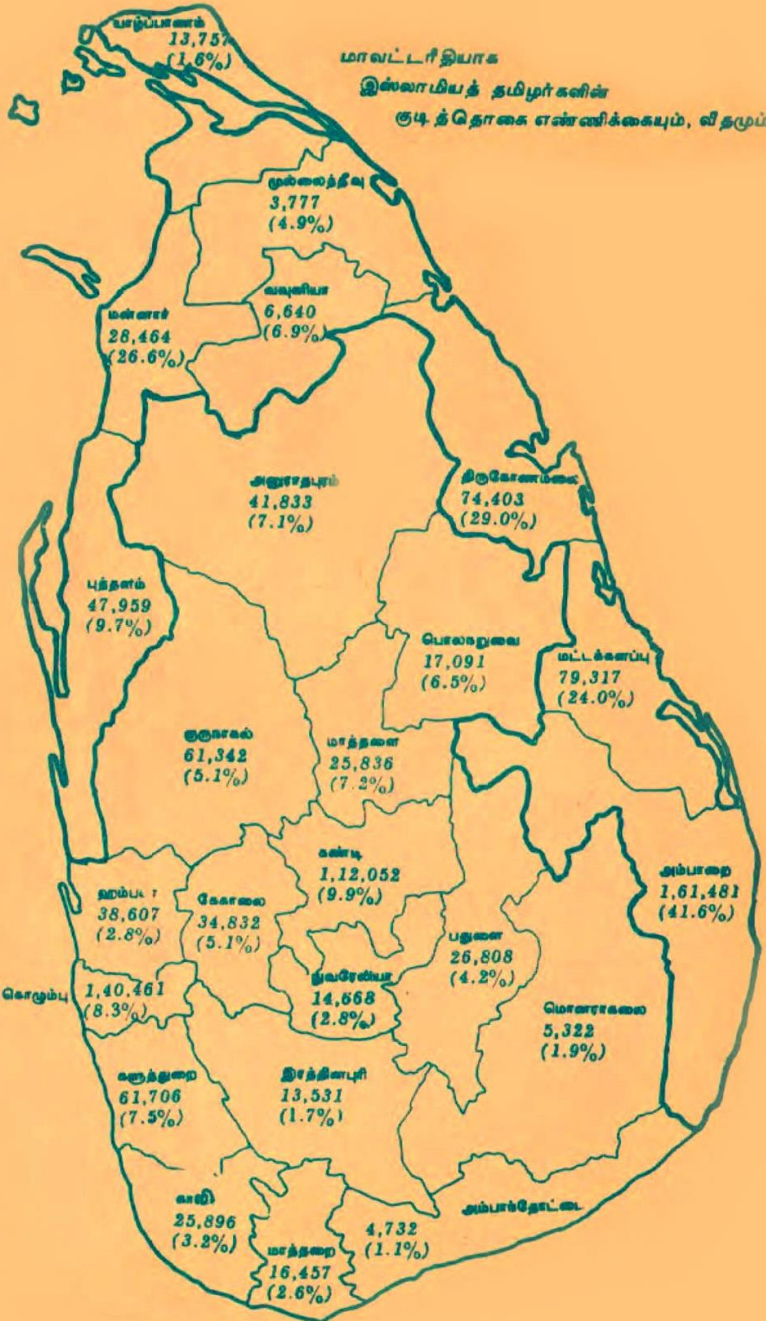 யாழ்ப்பாணம்
13,757
(1.6%)
மாவட்டரீதியாக
இஸ்லாமியத் தமிழர்களின்
குடித்தொகை எண்ணிக்கையும், வீதமும்
முல்லைத்தீவு
3,777
(4.9%)
வவுனியா
6,640
(6.9%)
மன்னார்
28,464
(26.6%)
அனுராதபுரம்
41,833
(7.1%)
திருகோணமலை
74,403
(29.0%)
புத்தளம்
47,959
(9.7%)
பொலநறுவை
17,091
(6.5%)
மட்டக்களப்பு
79,317
(24.0%)
குருநாகல்
61,342
(5.1%)
மாத்தளை
25,836
(7.2%)
கண்டி
1,12,052
(9.9%)
அம்பாறை
1,61,481
(41.6%)
38,607
(2.8%)
கேகாலை
34,832
(5.1%)
பதுளை
26,808
(4.2%)
நுவரேலியா
14,668
(2.8%)
கொழும்பு
1,40,461
(8.3%)
மொனராகலை
5,322
(1.9%)
களுத்துறை
61,706
(7.5%)
இரத்தினபுரி
13,531
(1.7%)
காலி
25,896
(3.2%)
அம்பாந்தோட்டை
4,732
(1.1%)
மாத்தறை
16,457
(2.6%)